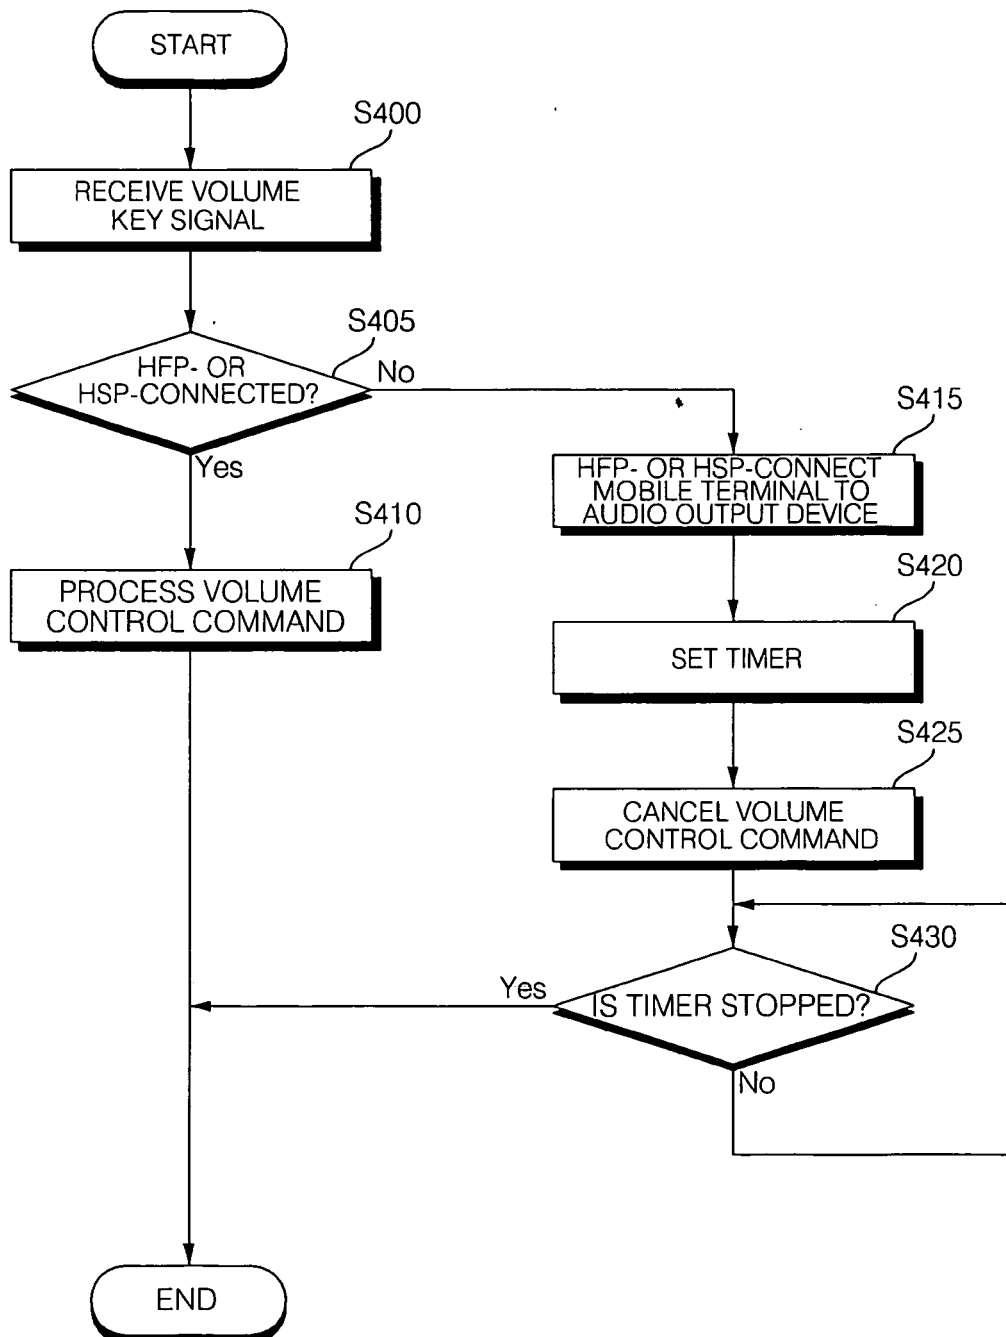 START
S400
RECEIVE VOLUME
KEY SIGNAL
S405
HFP- OR
HSP-CONNECTED?
No
Yes
S410
PROCESS VOLUME
CONTROL COMMAND
S415
HFP- OR HSP-CONNECT
MOBILE TERMINAL TO
AUDIO OUTPUT DEVICE
S420
SET TIMER
S425
CANCEL VOLUME
CONTROL COMMAND
S430
IS TIMER STOPPED?
Yes
No
END